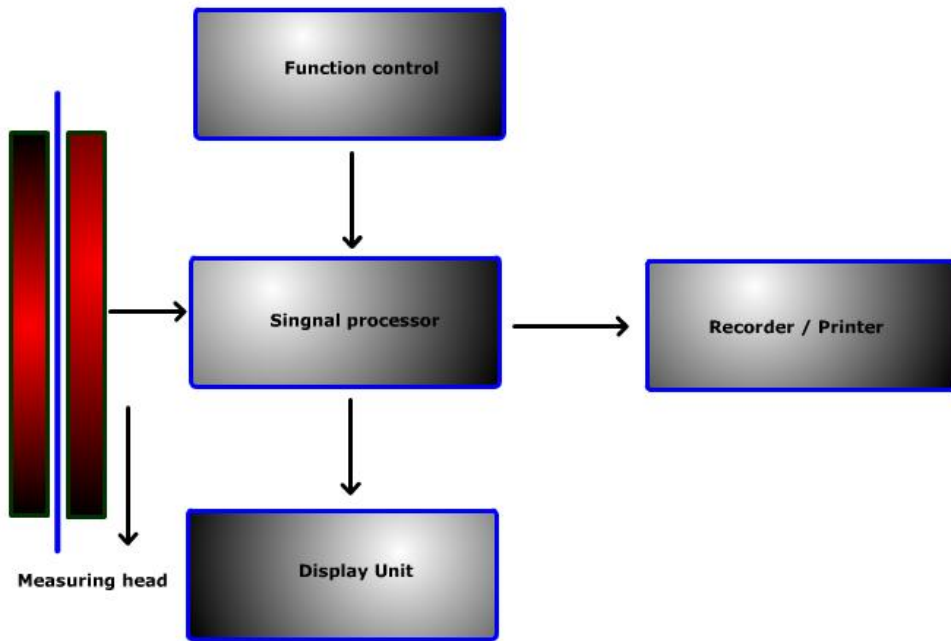 Function control
Singnal processor
Recorder / Printer
Display Unit
Measuring head